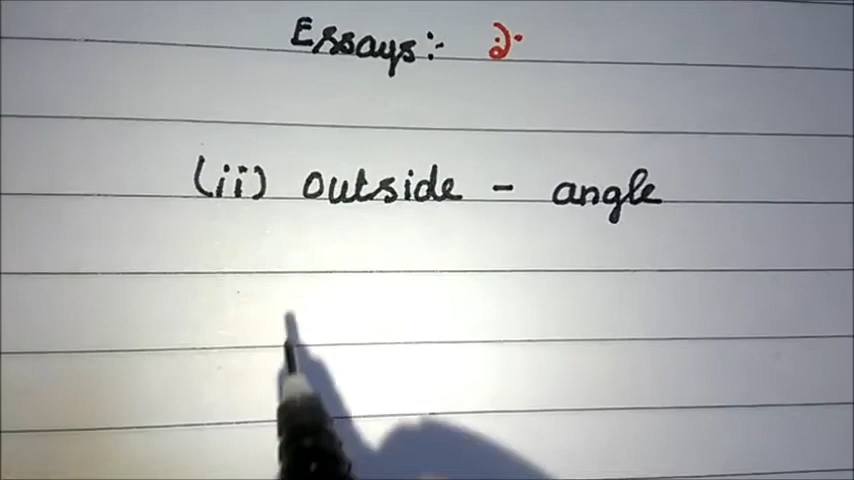 Essays:- 2.
(ii) outside - angle